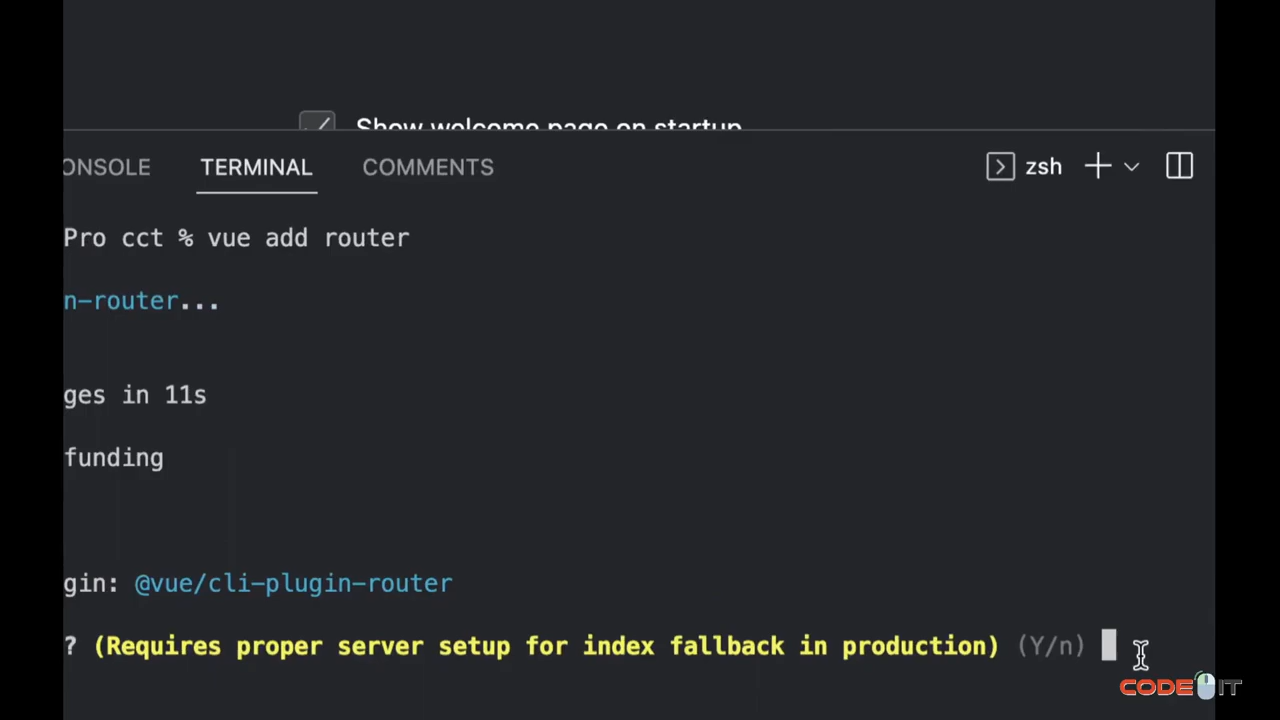 Show welcome page on startup
ONSOLE TERMINAL COMMENTS zsh
Pro cct % vue add router
n-router...
ges in 11s
funding
gin: @vue/cli-plugin-router
? (Requires proper server setup for index fallback in production) (Y/n)
CODE IT